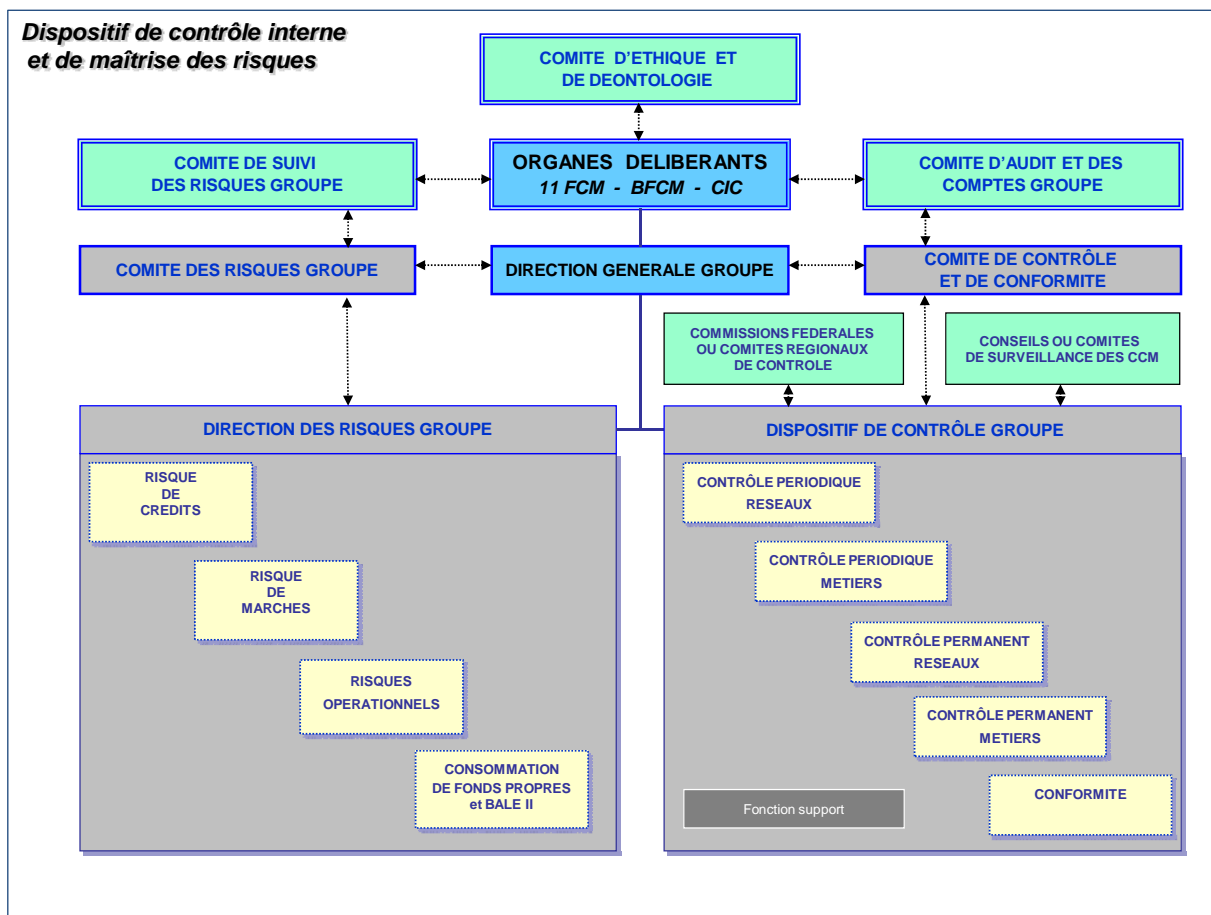 Dispositif de contrôle interne
et de maîtrise des risques
COMITE D'ETHIQUE ET
DE DEONTOLOGIE
COMITE DE SUIVI
DES RISQUES GROUPE
ORGANES DELIBERANTS
11 FCM - BFCM - CIC
COMITE D'AUDIT ET DES
COMPTES GROUPE
COMITE DES RISQUES GROUPE
DIRECTION GENERALE GROUPE
COMITE DE CONTRÔLE
ET DE CONFORMITE
COMMISSIONS FEDERALES
OU COMITES REGIONAUX
DE CONTROLE
CONSEILS OU COMITES
DE SURVEILLANCE DES CCM
DIRECTION DES RISQUES GROUPE
RISQUE
DE
CREDITS
RISQUE
DE
MARCHES
RISQUES
OPERATIONNELS
CONSOMMATION
DE FONDS PROPRES
et BALE II
DISPOSITIF DE CONTRÔLE GROUPE
CONTRÔLE PERIODIQUE
RESEAUX
CONTRÔLE PERIODIQUE
METIERS
CONTRÔLE PERMANENT
RESEAUX
CONTRÔLE PERMANENT
METIERS
CONFORMITE
Fonction support